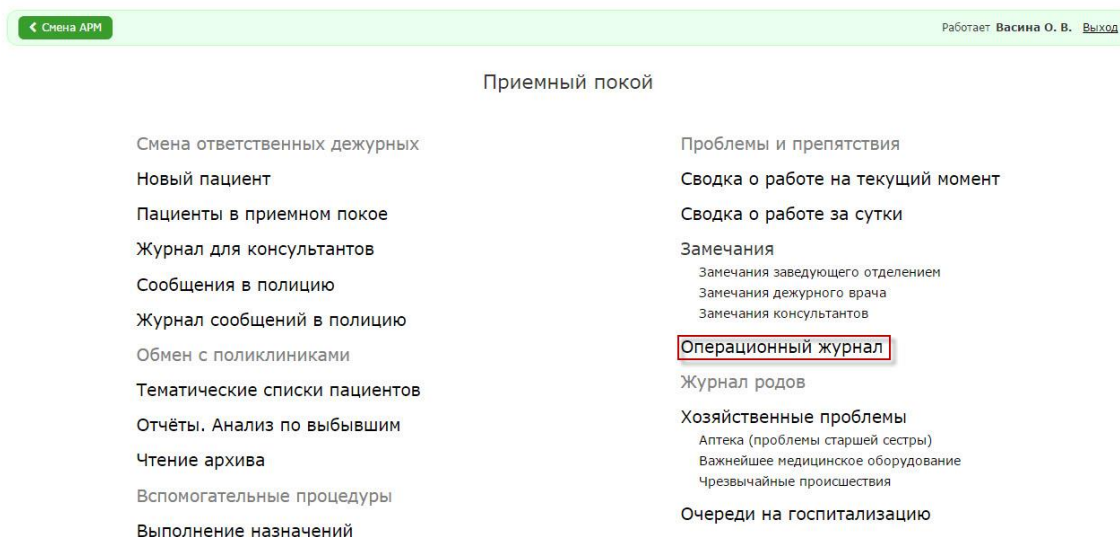 Смена АРМ
Работает Васина О. В. Выход
Приемный покой
Смена ответственных дежурных
Новый пациент
Пациенты в приемном покое
Журнал для консультантов
Сообщения в полицию
Журнал сообщений в полицию
Обмен с поликлиниками
Тематические списки пациентов
Отчёты. Анализ по выбывшим
Чтение архива
Вспомогательные процедуры
Выполнение назначений
Проблемы и препятствия
Сводка о работе на текущий момент
Сводка о работе за сутки
Замечания
Замечания заведующего отделением
Замечания дежурного врача
Замечания консультантов
Операционный журнал
Журнал родов
Хозяйственные проблемы
Аптека (проблемы старшей сестры)
Важнейшее медицинское оборудование
Чрезвычайные происшествия
Очереди на госпитализацию